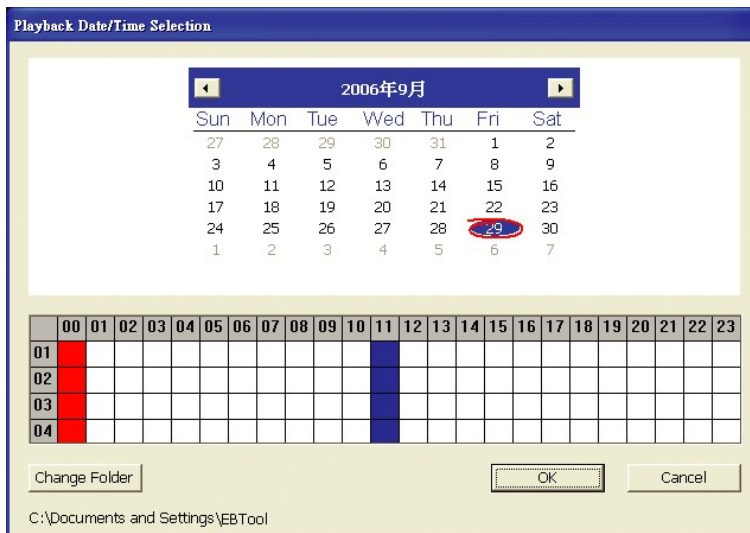 Playback Date/Time Selection
2006年9月
Sun Mon Tue Wed Thu Fri Sat
27 28 29 30 31 1 2
3 4 5 6 7 8 9
10 11 12 13 14 15 16
17 18 19 20 21 22 23
24 25 26 27 28 29 30
1 2 3 4 5 6 7
00 01 02 03 04 05 06 07 08 09 10 11 12 13 14 15 16 17 18 19 20 21 22 23
01
02
03
04
Change Folder OK Cancel
C:\Documents and Settings\EBTool